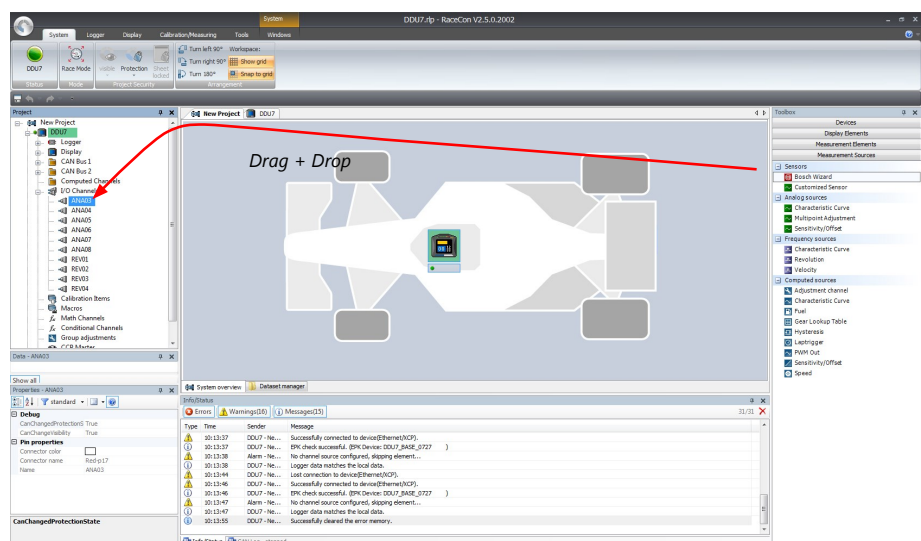 System
DDU7.rlp - RaceCon V2.5.0.2002
System Logger Display Calibration/Measuring Tools Windows
DDU7 Race Mode visible Protection Sheet locked
Turn left 90° Workspace:
Turn right 90° Show grid
Turn 180° Snap to grid
Status Mode Project Security Arrangement
Project
New Project
DDU7
Logger
Display
CAN Bus 1
CAN Bus 2
Computed Channels
I/O Channels
ANA03
ANA04
ANA05
ANA06
ANA07
ANA08
REV01
REV02
REV03
REV04
Calibration Items
Macros
Math Channels
Conditional Channels
Group adjustments
CCP Master
Data - ANA03
Show all
Properties - ANA03
standard
Debug
CanChangedProtectionS True
CanChangeVisibility True
Pin properties
Connector color
Connector name Red-p17
Name ANA03
CanChangedProtectionState
New Project DDU7
Drag + Drop
System overview Dataset manager
Info/Status
Errors Warnings(16) Messages(15) 31/31
Type Time Sender Message
10:13:37 DDU7 - Ne... Successfully connected to device(Ethernet/XCP).
10:13:37 DDU7 - Ne... EPK check successful. (EPK Device: DDU7_BASE_0727 )
10:13:38 Alarm - Ne... No channel source configured, skipping element...
10:13:38 DDU7 - Ne... Logger data matches the local data.
10:13:44 DDU7 - Ne... Lost connection to device(Ethernet/XCP).
10:13:46 DDU7 - Ne... Successfully connected to device(Ethernet/XCP).
10:13:46 DDU7 - Ne... EPK check successful. (EPK Device: DDU7_BASE_0727 )
10:13:47 Alarm - Ne... No channel source configured, skipping element...
10:13:47 DDU7 - Ne... Logger data matches the local data.
10:13:55 DDU7 - Ne... Successfully cleared the error memory.
Toolbox
Devices
Display Elements
Measurement Elements
Measurement Sources
Sensors
Bosch Wizard
Customized Sensor
Analog sources
Characteristic Curve
Multipoint Adjustment
Sensitivity/Offset
Frequency sources
Characteristic Curve
Revolution
Velocity
Computed sources
Adjustment channel
Characteristic Curve
Fuel
Gear Lookup Table
Hysteresis
Laptrigger
PWM Out
Sensitivity/Offset
Speed